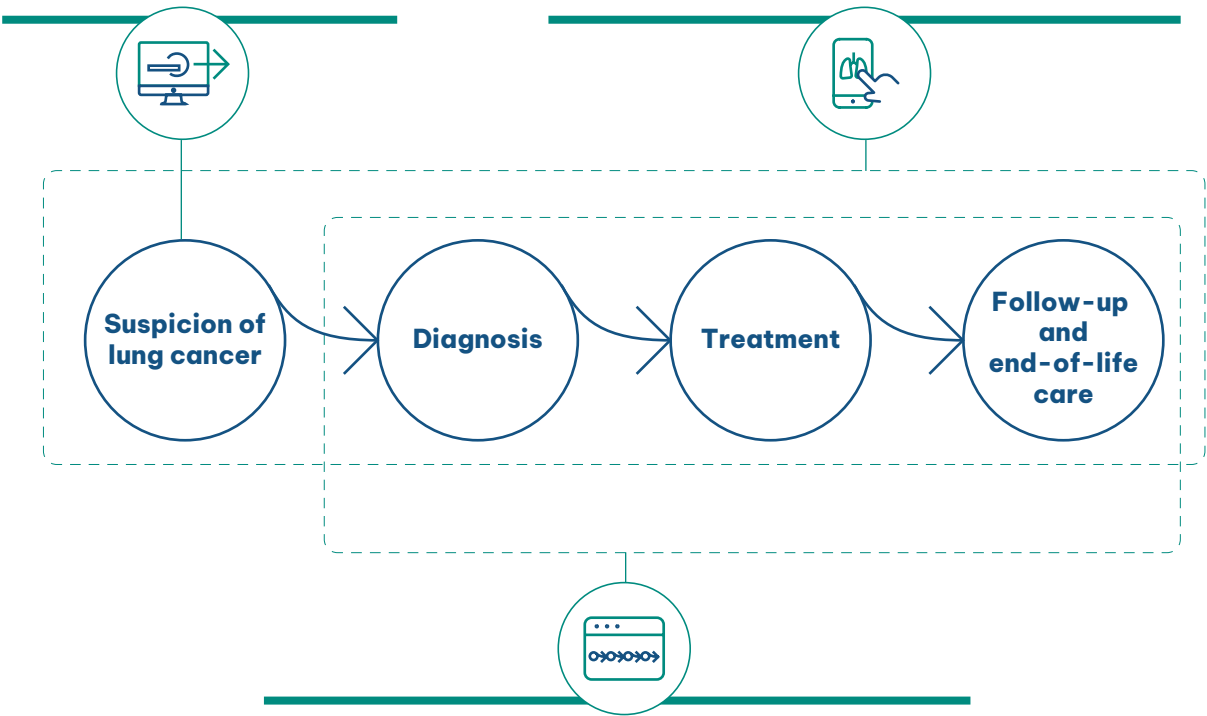 Suspicion of
lung cancer
Diagnosis
Treatment
Follow-up
and
end-of-life
care